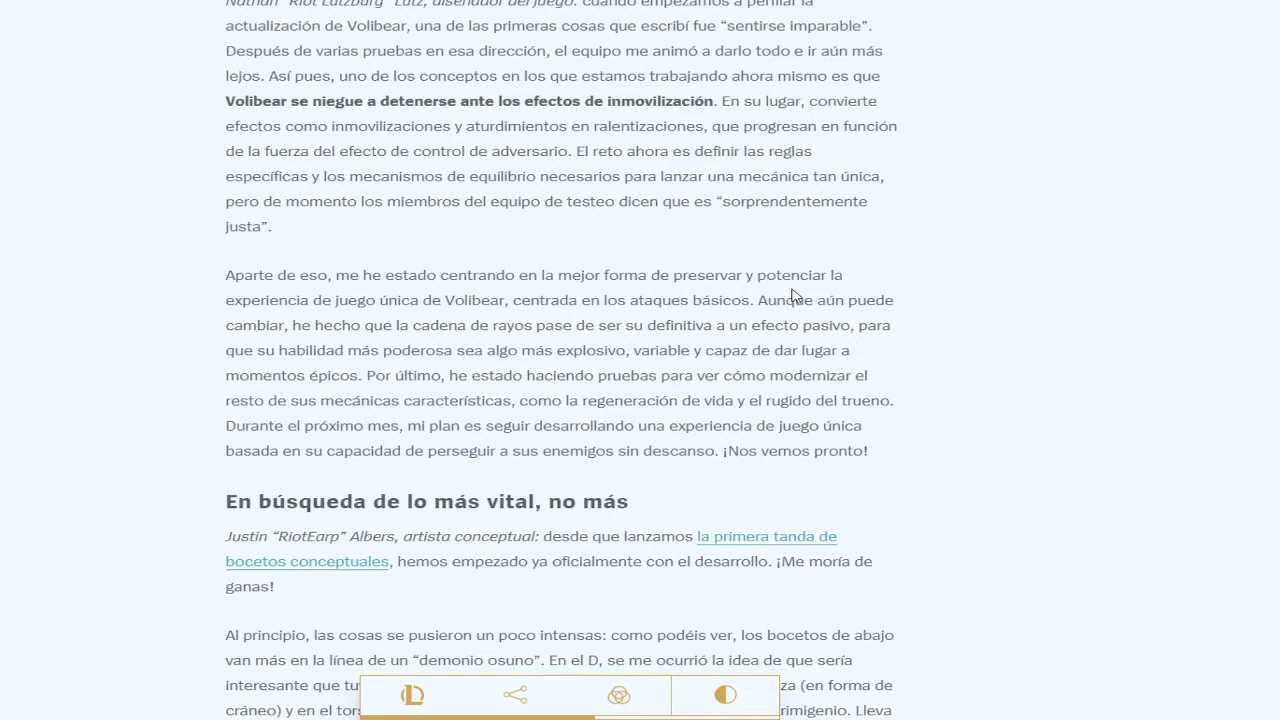 Nathan “Riot Lutzburg” Lutz, diseñador del juego: cuando empezamos a perfilar la
actualización de Volibear, una de las primeras cosas que escribí fue “sentirse imparable”.
Después de varias pruebas en esa dirección, el equipo me animó a darlo todo e ir aún más
lejos. Así pues, uno de los conceptos en los que estamos trabajando ahora mismo es que
Volibear se niegue a detenerse ante los efectos de inmovilización. En su lugar, convierte
efectos como inmovilizaciones y aturdimientos en ralentizaciones, que progresan en función
de la fuerza del efecto de control de adversario. El reto ahora es definir las reglas
específicas y los mecanismos de equilibrio necesarios para lanzar una mecánica tan única,
pero de momento los miembros del equipo de testeo dicen que es “sorprendentemente
justa”.
Aparte de eso, me he estado centrando en la mejor forma de preservar y potenciar la
experiencia de juego única de Volibear, centrada en los ataques básicos. Aunque aún puede
cambiar, he hecho que la cadena de rayos pase de ser su definitiva a un efecto pasivo, para
que su habilidad más poderosa sea algo más explosivo, variable y capaz de dar lugar a
momentos épicos. Por último, he estado haciendo pruebas para ver cómo modernizar el
resto de sus mecánicas características, como la regeneración de vida y el rugido del trueno.
Durante el próximo mes, mi plan es seguir desarrollando una experiencia de juego única
basada en su capacidad de perseguir a sus enemigos sin descanso. ¡Nos vemos pronto!
En búsqueda de lo más vital, no más
Justin “RiotEarp” Albers, artista conceptual: desde que lanzamos la primera tanda de
bocetos conceptuales, hemos empezado ya oficialmente con el desarrollo. ¡Me moría de
ganas!
Al principio, las cosas se pusieron un poco intensas: como podéis ver, los bocetos de abajo
van más en la línea de un “demonio osuno”. En el D, se me ocurrió la idea de que sería
interesante que za (en forma de
cráneo) y en el rimigenio. Lleva